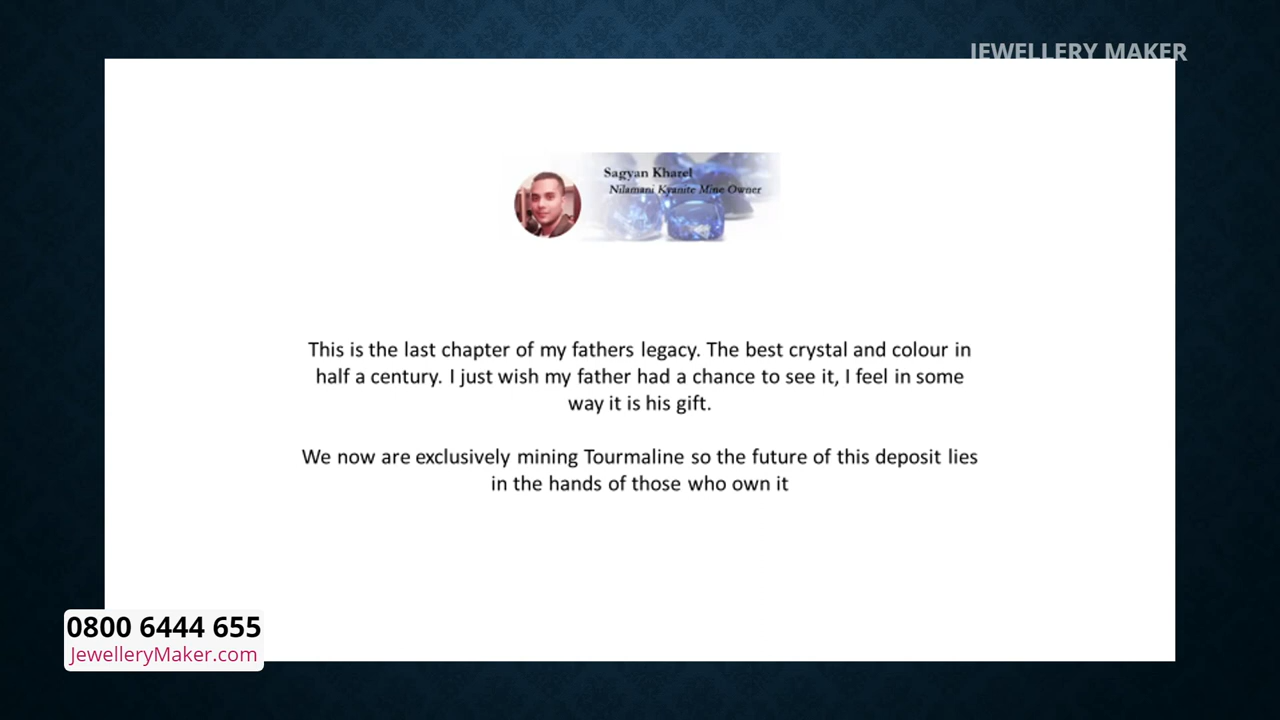 JEWELLERY MAKER
Sagyan Kharel
Nilamani Kyanite Mine Owner
This is the last chapter of my fathers legacy. The best crystal and colour in
half a century. I just wish my father had a chance to see it, I feel in some
way it is his gift.
We now are exclusively mining Tourmaline so the future of this deposit lies
in the hands of those who own it
0800 6444 655
JewelleryMaker.com